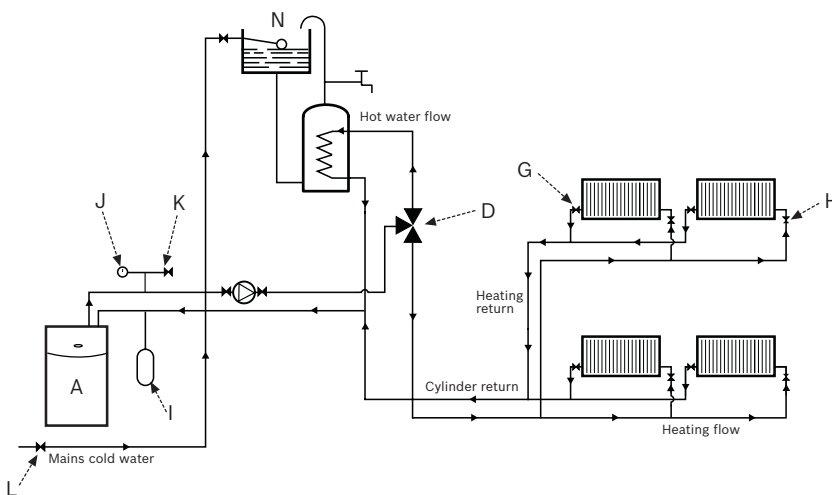 N
Hot water flow
G
J
K
D
H
Heating
return
A
Cylinder return
I
Heating flow
Mains cold water
L